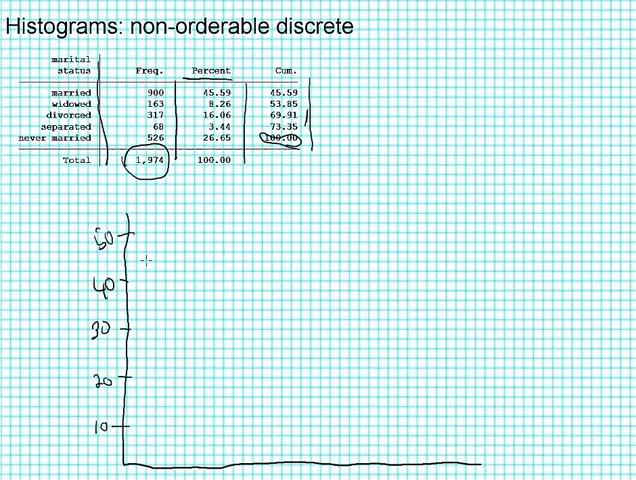 Histograms: non-orderable discrete
marital
status Freq. Percent Cum.
married 900 45.59 45.59
widowed 163 8.26 53.85
divorced 317 16.06 69.91
separated 68 3.44 73.35
never married 526 26.65 100.00
Total 1,974 100.00
50
40
30
20
10